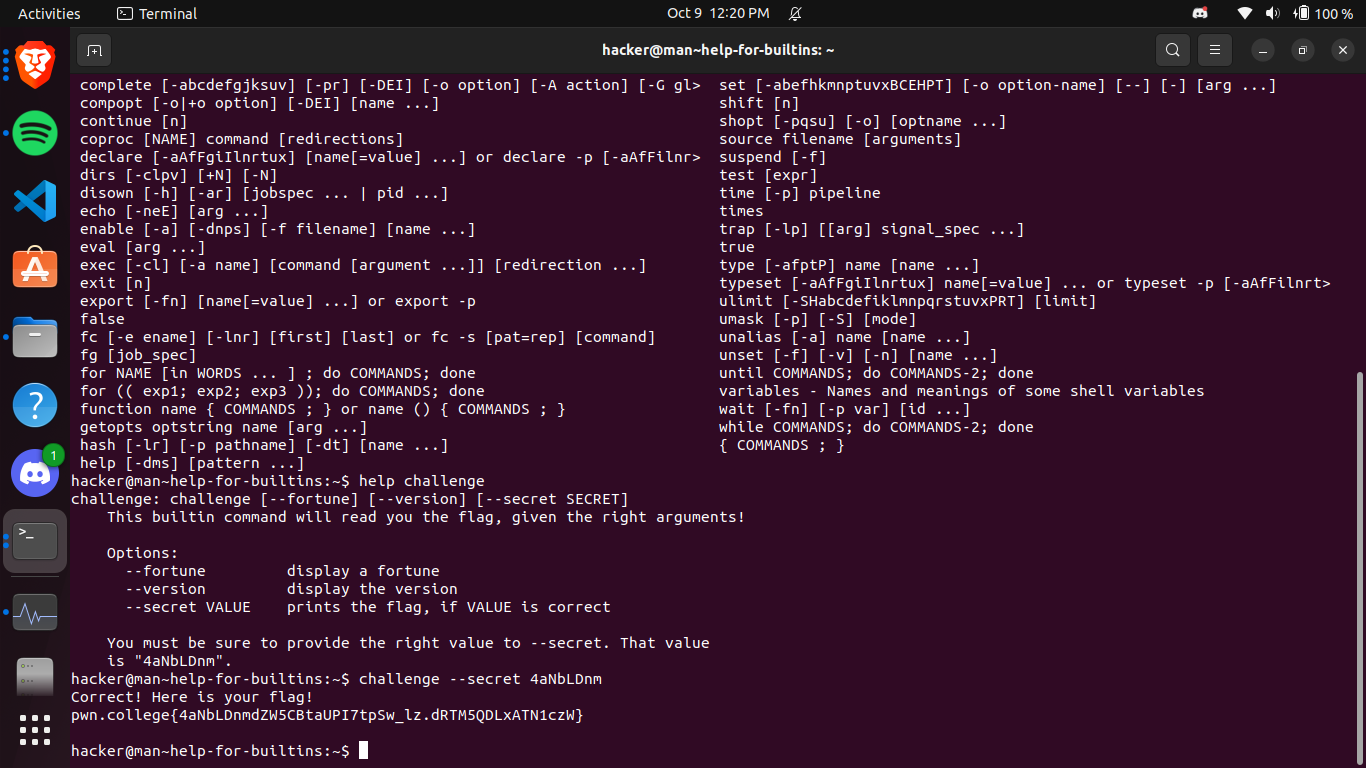 Activities
Terminal
Oct 9 12:20 PM
100 %
hacker@man~help-for-builtins: ~
complete [-abcdefgjksuv] [-pr] [-DEI] [-o option] [-A action] [-G gl>  set [-abefhkmnptuvxBCEHPT] [-o option-name] [--] [-] [arg ...]
compopt [-o|+o option] [-DEI] [name ...]  shift [n]
continue [n]  shopt [-pqsu] [-o] [optname ...]
coproc [NAME] command [redirections]  source filename [arguments]
declare [-aAfFgiIlnrtux] [name[=value] ...] or declare -p [-aAfFilnr>  suspend [-f]
dirs [-clpv] [+N] [-N]  test [expr]
disown [-h] [-ar] [jobspec ... | pid ...]  time [-p] pipeline
echo [-neE] [arg ...]  times
enable [-a] [-dnps] [-f filename] [name ...]  trap [-lp] [[arg] signal_spec ...]
eval [arg ...]  true
exec [-cl] [-a name] [command [argument ...]] [redirection ...]  type [-afptP] name [name ...]
exit [n]  typeset [-aAfFgiIlnrtux] name[=value] ... or typeset -p [-aAfFilnrt>
export [-fn] [name[=value] ...] or export -p  ulimit [-SHabcdefiklmnpqrstuvxPRT] [limit]
false  umask [-p] [-S] [mode]
fc [-e ename] [-lnr] [first] [last] or fc -s [pat=rep] [command]  unalias [-a] name [name ...]
fg [job_spec]  unset [-f] [-v] [-n] [name ...]
for NAME [in WORDS ... ] ; do COMMANDS; done  until COMMANDS; do COMMANDS-2; done
for (( exp1; exp2; exp3 )); do COMMANDS; done  variables - Names and meanings of some shell variables
function name { COMMANDS ; } or name () { COMMANDS ; }  wait [-fn] [-p var] [id ...]
getopts optstring name [arg ...]  while COMMANDS; do COMMANDS-2; done
hash [-lr] [-p pathname] [-dt] [name ...]  { COMMANDS ; }
help [-dms] [pattern ...]
hacker@man~help-for-builtins:~$ help challenge
challenge: challenge [--fortune] [--version] [--secret SECRET]
This builtin command will read you the flag, given the right arguments!
Options:
--fortune display a fortune
--version display the version
--secret VALUE prints the flag, if VALUE is correct
You must be sure to provide the right value to --secret. That value
is "4aNbLDnm".
hacker@man~help-for-builtins:~$ challenge --secret 4aNbLDnm
Correct! Here is your flag!
pwn.college{4aNbLDnmdZW5CBtaUPI7tpSw_lz.dRTM5QDLxATN1czW}
hacker@man~help-for-builtins:~$
1